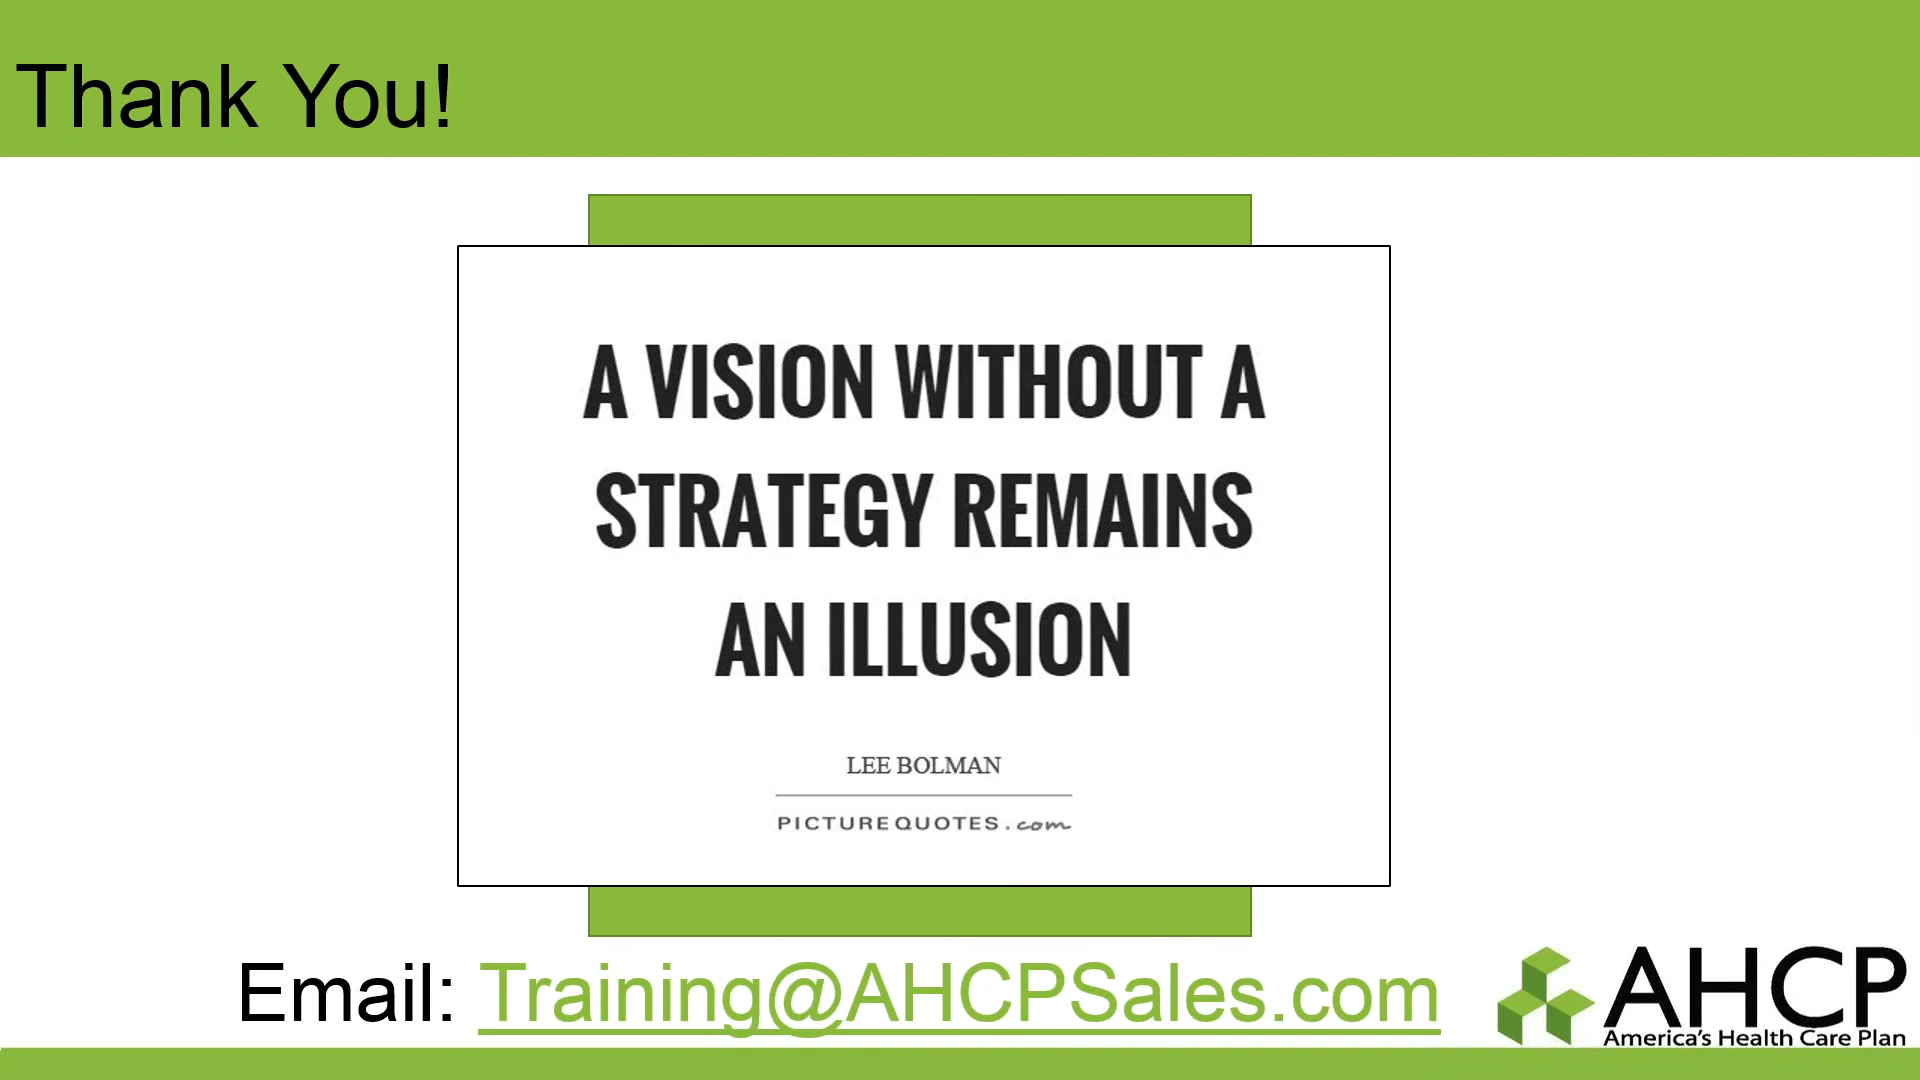 Thank You!
A VISION WITHOUT A
STRATEGY REMAINS
AN ILLUSION
LEE BOLMAN
PICTUREQUOTES.com
Email: Training@AHCPSales.com
AHCP
America's Health Care Plan